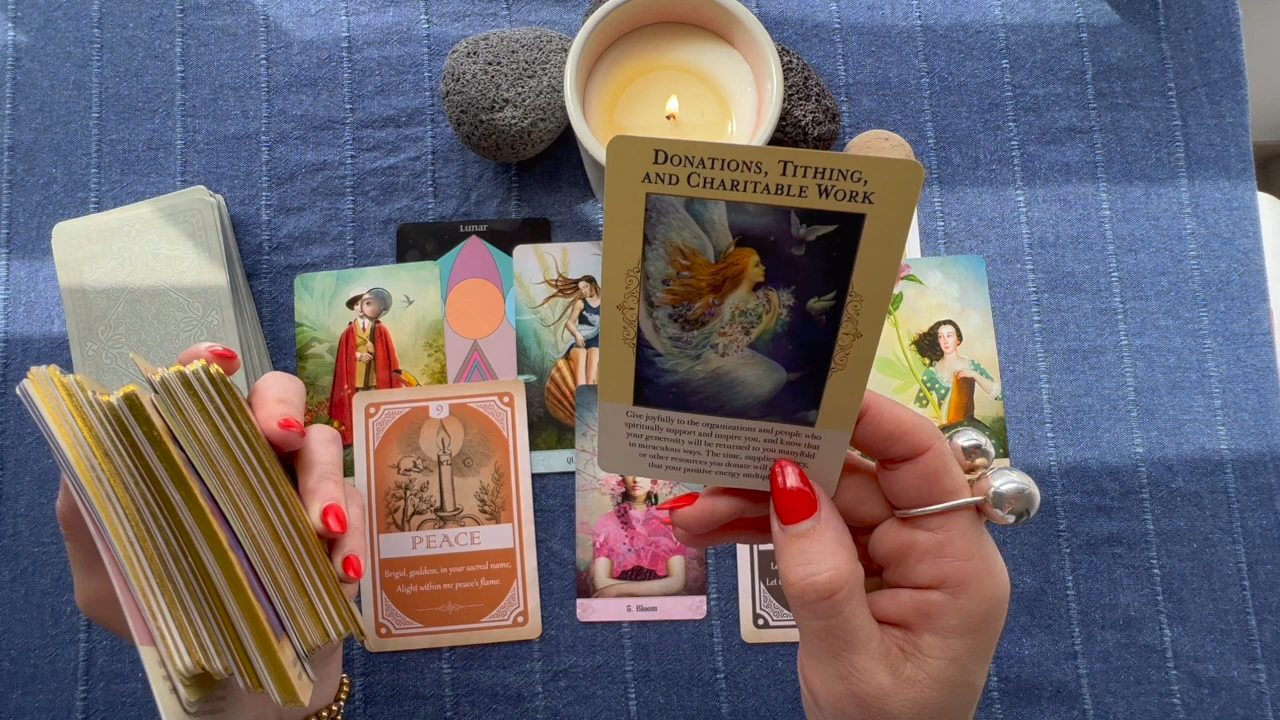 DONATIONS, TITHING,
AND CHARITABLE WORK
Give joyfully to the organizations and people who
spiritually support and inspire you, and know that
your generosity will be returned to you manyfold
in miraculous ways. The time, supplies,
or other resources you donate will
that your positive energy
Lunar
9
PEACE
Brigid, goddess, in your sacred name,
Alight within me peace's flame.
5. Bloom